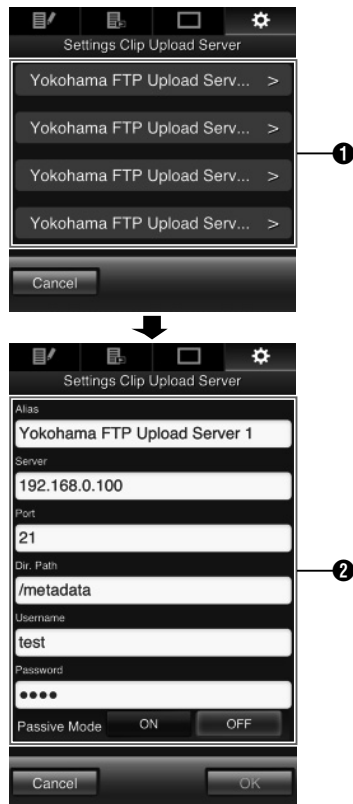 Settings Clip Upload Server
Yokohama FTP Upload Serv... >
Yokohama FTP Upload Serv... >
Yokohama FTP Upload Serv... >
Yokohama FTP Upload Serv... >
1
Cancel
Settings Clip Upload Server
Alias
Yokohama FTP Upload Server 1
Server
192.168.0.100
Port
21
Dir. Path
/metadata
2
Username
test
Password
●●●●
Passive Mode ON OFF
Cancel OK